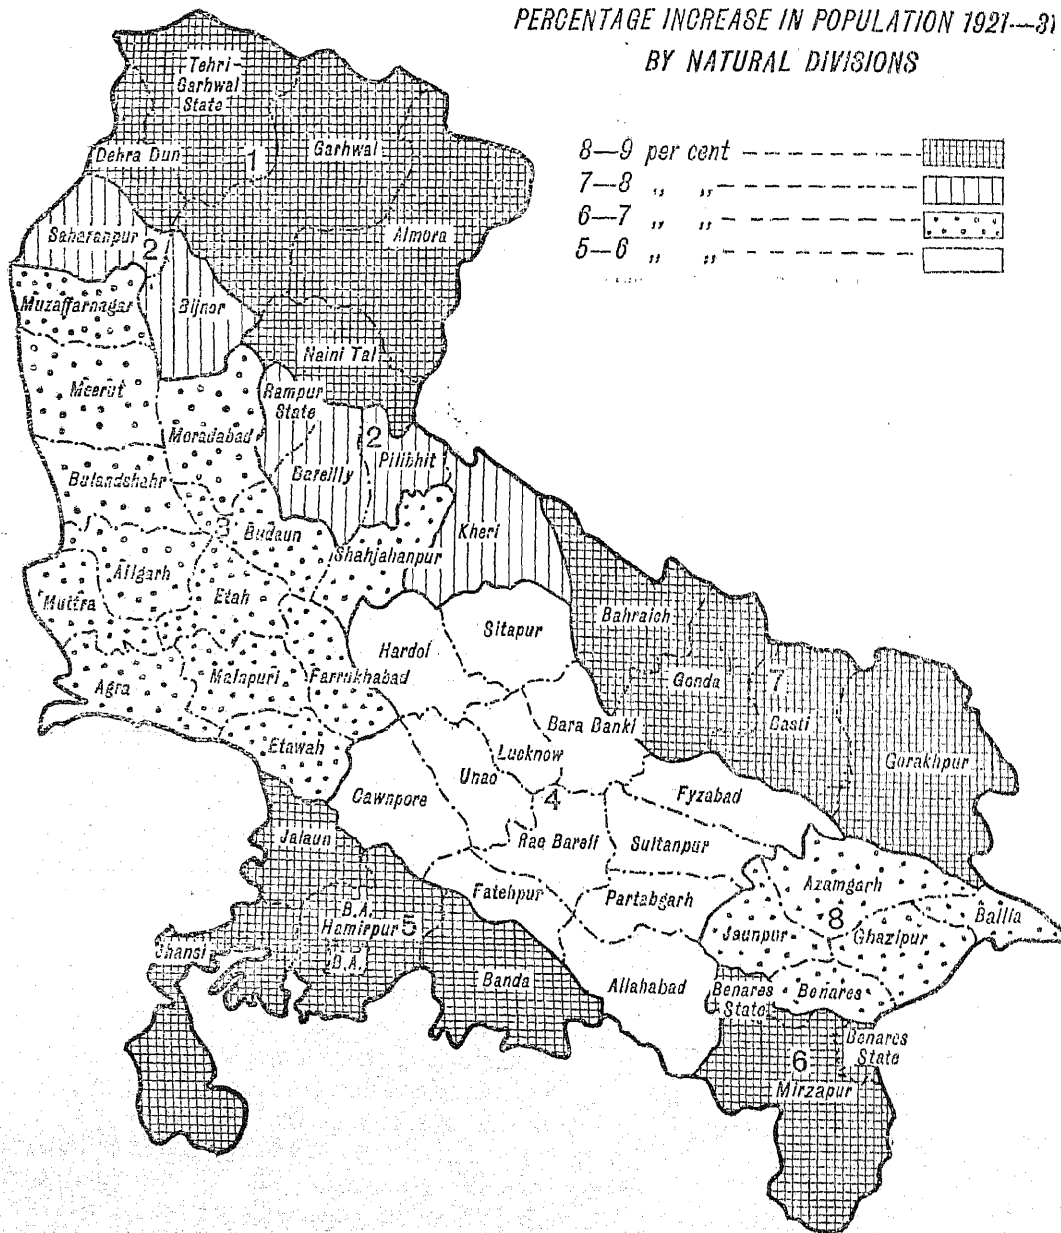 PERCENTAGE INCREASE IN POPULATION 1921—31
BY NATURAL DIVISIONS
8—9 per cent
7—8 „ „
6—7 „ „
5—6 „ „
Tehri-
Garhwal
State
Dehra Dun
1
Garhwal
Almora
Saharanpur
2
Muzaffarnagar
Bijnor
Naini Tal
Meerut
Rampur
State
Moradabad
2
Pilibhit
Bareilly
Bulandshahr
3
Budaun
Shahjahanpur
Kheri
Aligarh
Muttra
Etah
Bahraich
Sitapur
Hardoi
Gonda
7
Agra
Mainpuri
Farrukhabad
Basti
Bara Banki
Etawah
Lucknow
Gorakhpur
Unao
Cawnpore
4
Fyzabad
Jalaun
Rae Bareli
Sultanpur
Fatehpur
Partabgarh
Azamgarh
B.A.
Hamirpur
5
8
Ballia
Jaunpur
Ghazipur
Jhansi
B.A.
Banda
Allahabad
Benares
State
Benares
Benares
State
6
Mirzapur